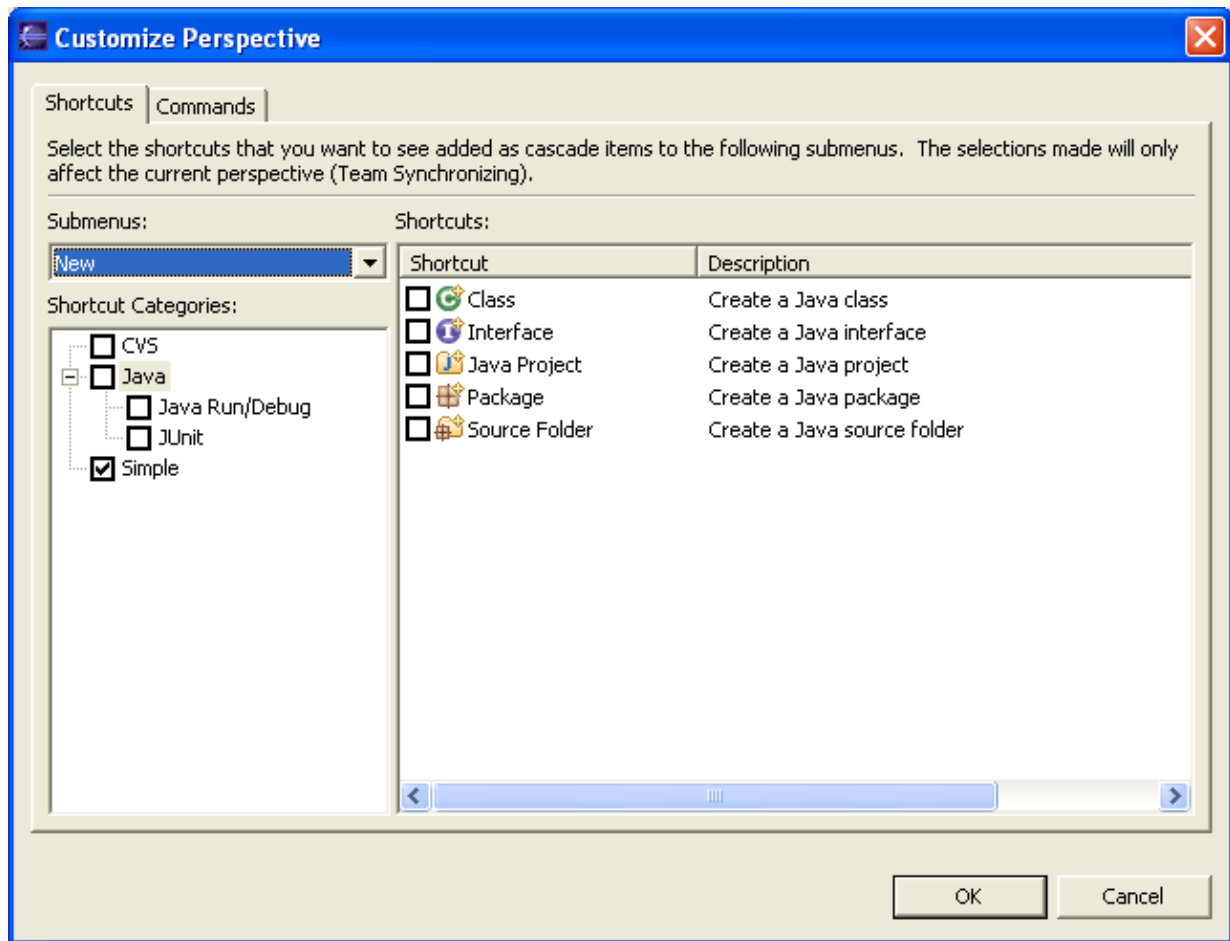 Customize Perspective
Shortcuts
Commands
Select the shortcuts that you want to see added as cascade items to the following submenus.  The selections made will only
affect the current perspective (Team Synchronizing).
Submenus:
New
Shortcut Categories:
CVS
Java
Java Run/Debug
JUnit
Simple
Shortcuts:
Shortcut Description
Class Create a Java class
Interface Create a Java interface
Java Project Create a Java project
Package Create a Java package
Source Folder Create a Java source folder
OK
Cancel